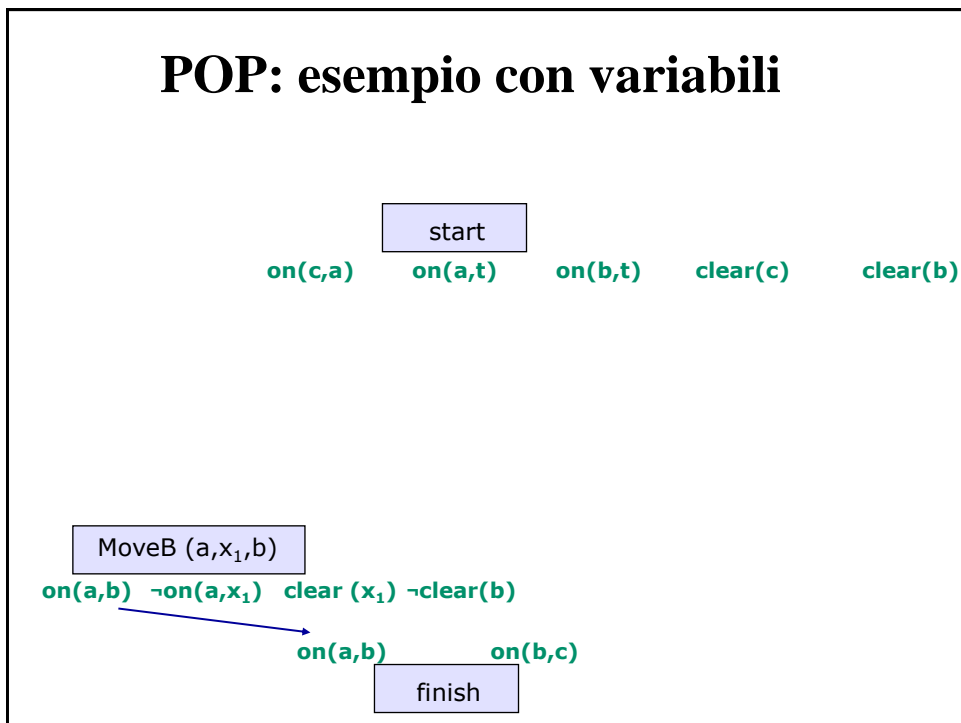 POP: esempio con variabili
start
on(c,a) on(a,t) on(b,t) clear(c) clear(b)
MoveB (a,x₁,b)
on(a,b) ¬on(a,x₁) clear (x₁) ¬clear(b)
on(a,b) on(b,c)
finish